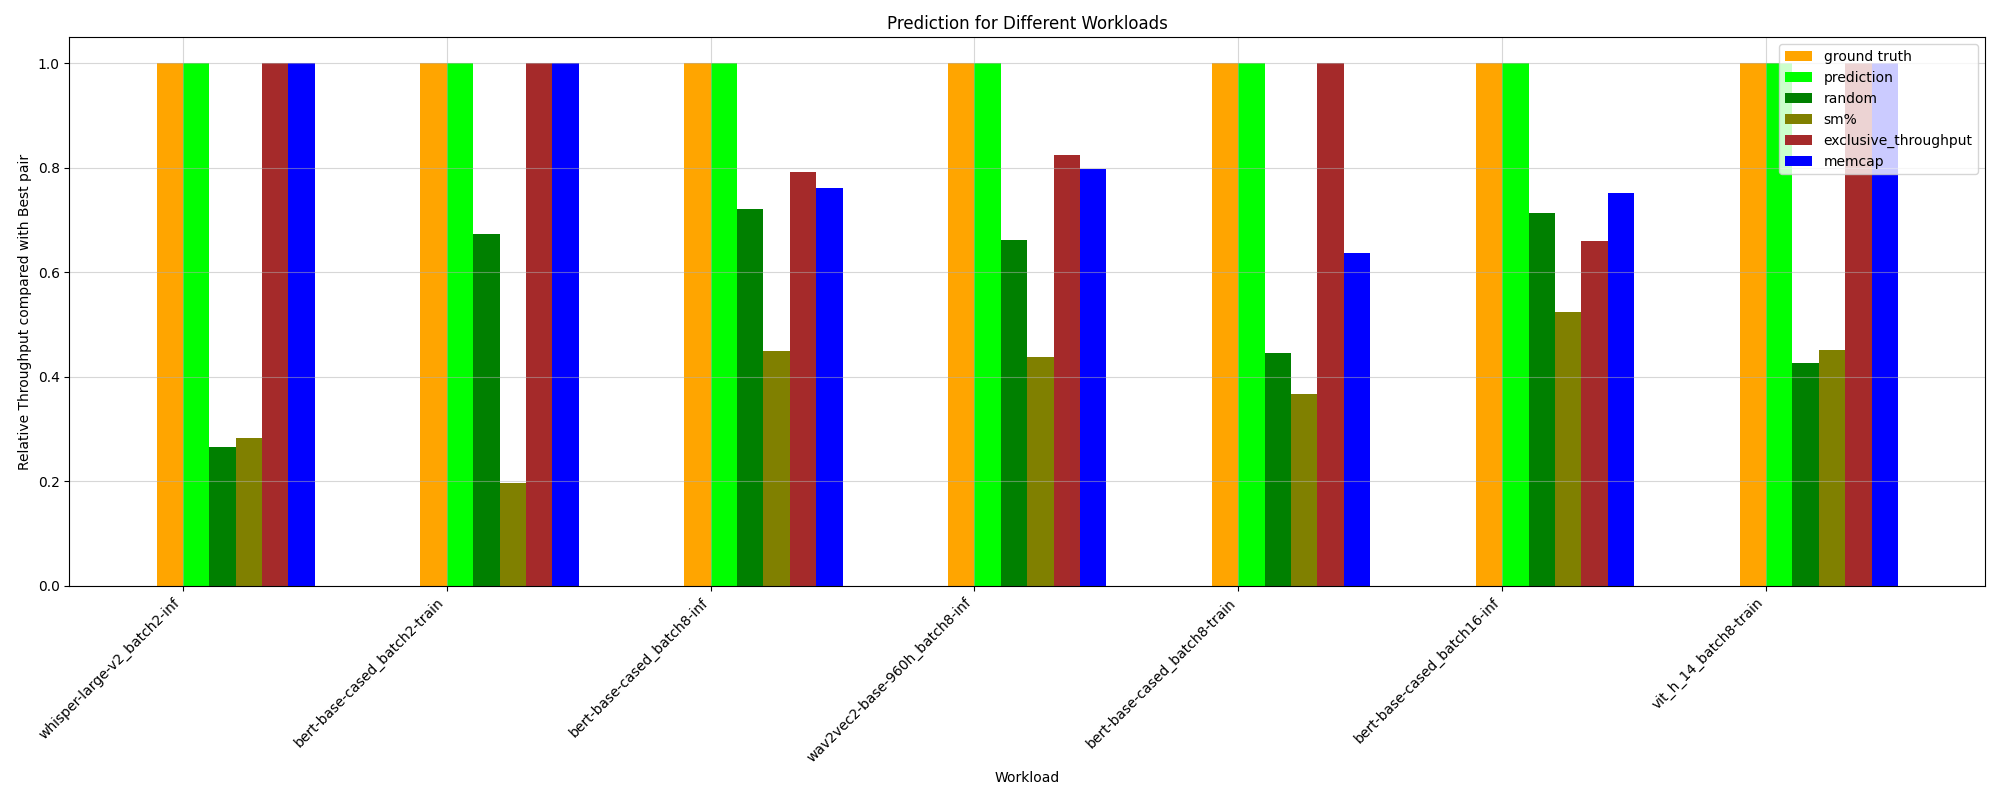 Prediction for Different Workloads
Relative Throughput compared with Best pair
1.0
0.8
0.6
0.4
0.2
0.0
ground truth
prediction
random
sm%
exclusive_throughput
memcap
whisper-large-v2_batch2-inf
bert-base-cased_batch2-train
bert-base-cased_batch8-inf
wav2vec2-base-960h_batch8-inf
bert-base-cased_batch8-train
bert-base-cased_batch16-inf
vit_h_14_batch8-train
Workload